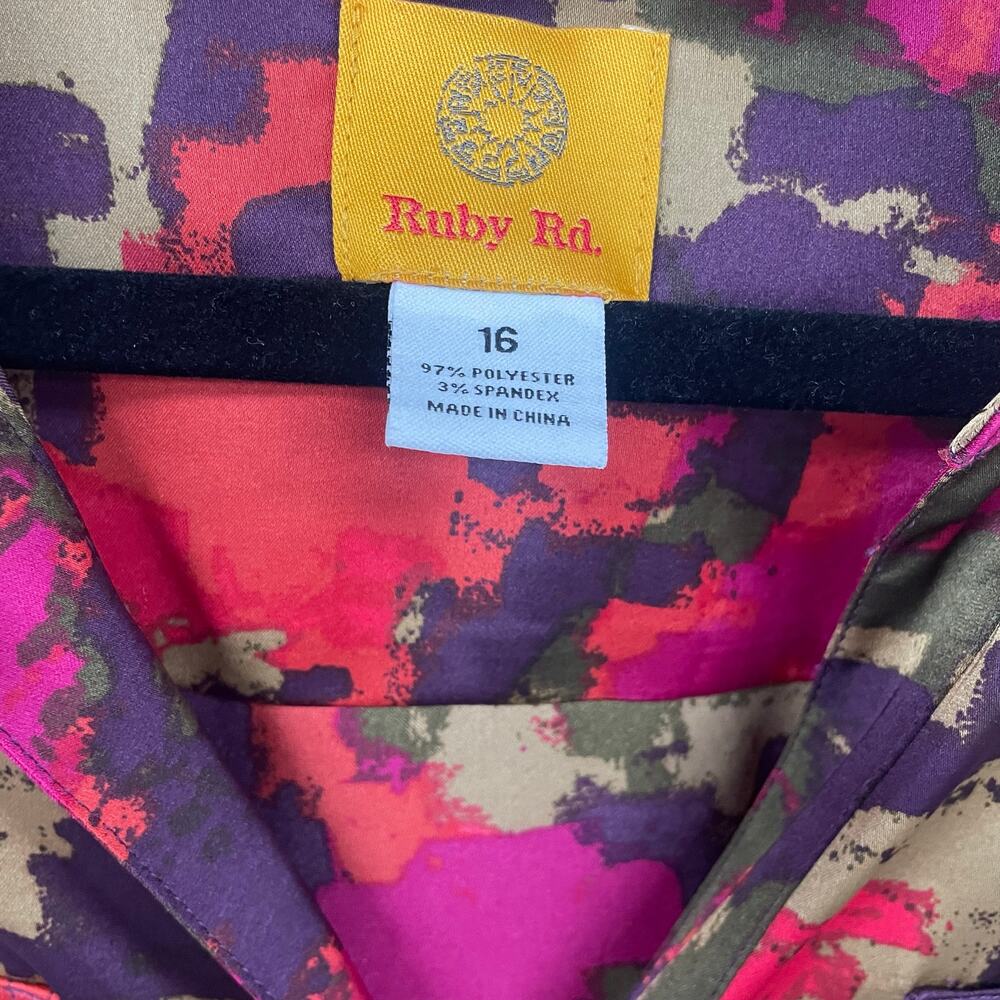 Ruby Rd.
16
97% POLYESTER
3% SPANDEX
MADE IN CHINA